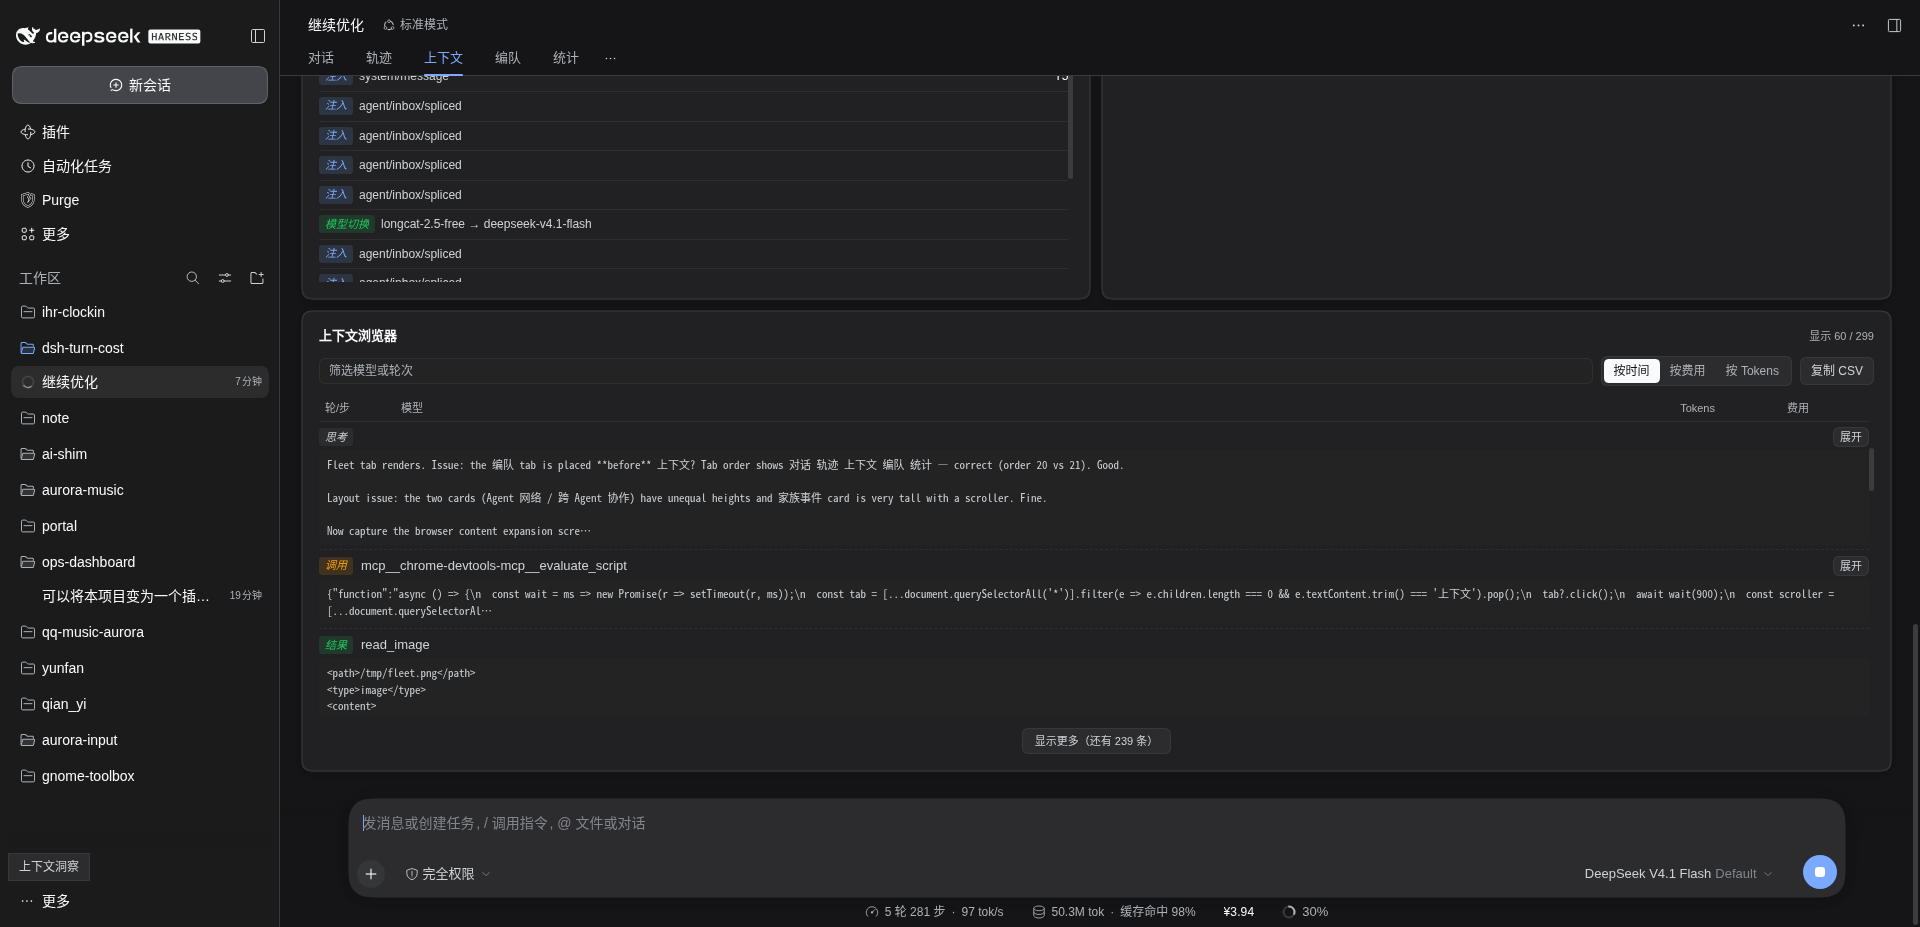 deepseek HARNESS
新会话
插件
自动化任务
Purge
更多
工作区
ihr-clockin
dsh-turn-cost
继续优化 7分钟
note
ai-shim
aurora-music
portal
ops-dashboard
可以将本项目变为一个插… 19分钟
qq-music-aurora
yunfan
qian_yi
aurora-input
gnome-toolbox
上下文洞察
更多
继续优化 标准模式
对话 轨迹 上下文 编队 统计 ···
注入 system/message
注入 agent/inbox/spliced
注入 agent/inbox/spliced
注入 agent/inbox/spliced
注入 agent/inbox/spliced
模型切换 longcat-2.5-free → deepseek-v4.1-flash
注入 agent/inbox/spliced
注入 agent/inbox/spliced
上下文浏览器 显示 60 / 299
筛选模型或轮次 按时间 按费用 按 Tokens 复制 CSV
轮/步 模型 Tokens 费用
思考 展开
Fleet tab renders. Issue: the 编队 tab is placed **before** 上下文? Tab order shows 对话 轨迹 上下文 编队 统计 — correct (order 20 vs 21). Good.
Layout issue: the two cards (Agent 网络 / 跨 Agent 协作) have unequal heights and 家族事件 card is very tall with a scroller. Fine.
Now capture the browser content expansion scre…
调用 mcp__chrome-devtools-mcp__evaluate_script 展开
{"function":"async () => {\n  const wait = ms => new Promise(r => setTimeout(r, ms));\n  const tab = [...document.querySelectorAll('*')].filter(e => e.children.length === 0 && e.textContent.trim() === '上下文').pop();\n  tab?.click();\n  await wait(900);\n  const scroller =
[...document.querySelectorAl…
结果 read_image
<path>/tmp/fleet.png</path>
<type>image</type>
<content>
显示更多（还有 239 条）
发消息或创建任务, / 调用指令, @ 文件或对话
完全权限 DeepSeek V4.1 Flash Default
5 轮 281 步 · 97 tok/s 50.3M tok · 缓存命中 98% ¥3.94 30%